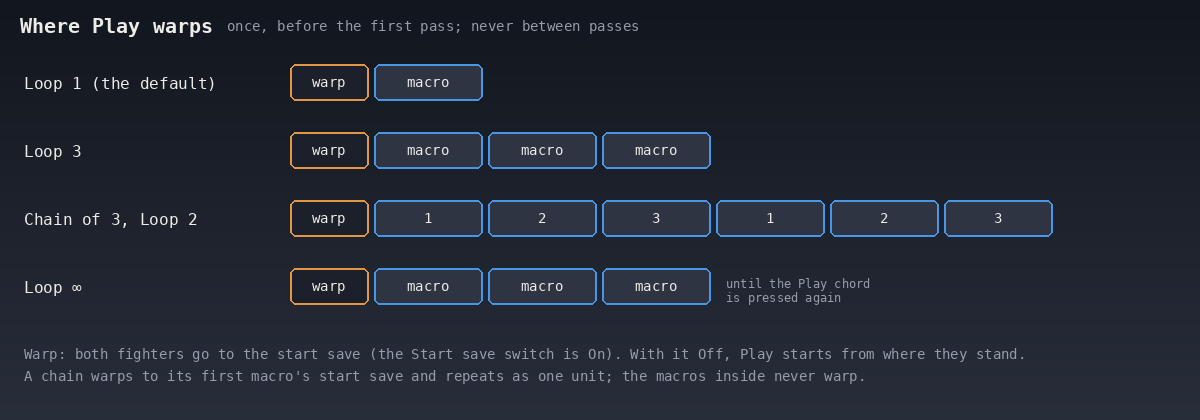 Where Play warps once, before the first pass; never between passes
Loop 1 (the default) warp macro
Loop 3 warp macro macro macro
Chain of 3, Loop 2 warp 1 2 3 1 2 3
Loop ∞ warp macro macro macro until the Play chord
is pressed again
Warp: both fighters go to the start save (the Start save switch is On). With it Off, Play starts from where they stand.
A chain warps to its first macro's start save and repeats as one unit; the macros inside never warp.